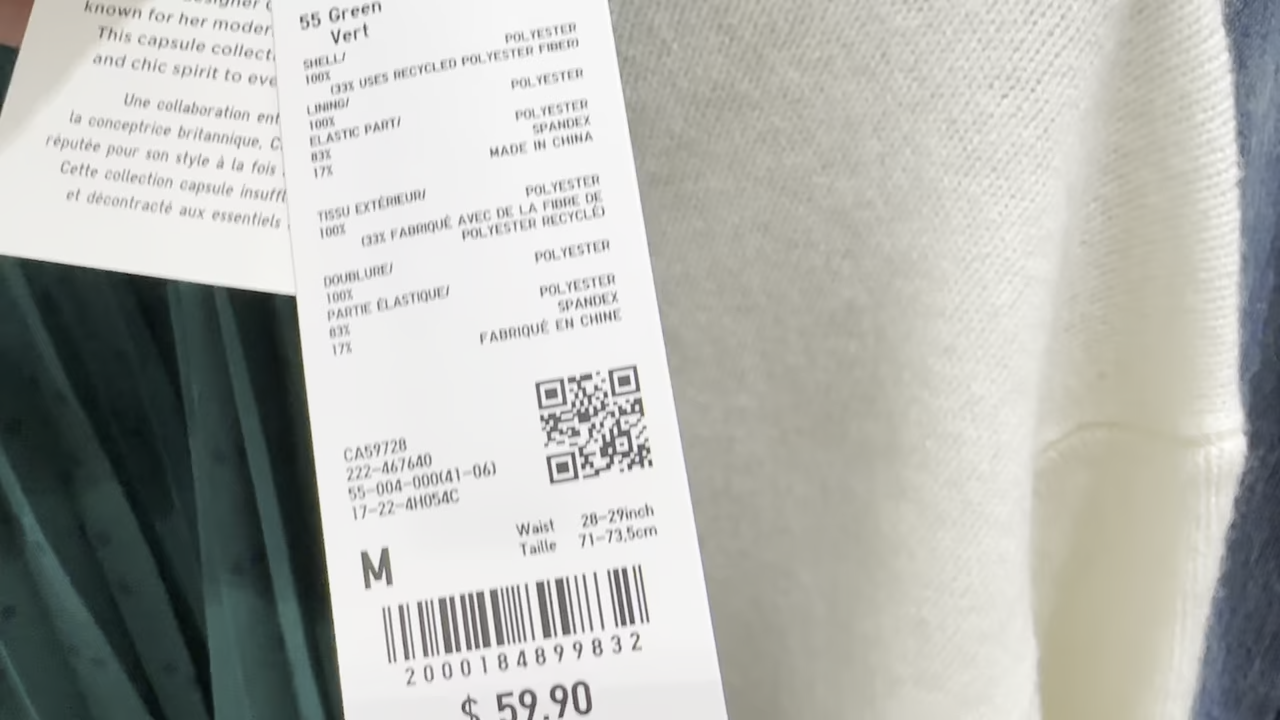 known for her moder
This capsule collect
and chic spirit to eve
Une collaboration ent
la conceptrice britannique, C
réputée pour son style à la fois
Cette collection capsule insuffl
et décontracté aux essentiels
55 Green
Vert
SHELL/
100% POLYESTER
(33% USES RECYCLED POLYESTER FIBER)
LINING/
100% POLYESTER
ELASTIC PART/
83% POLYESTER
17% SPANDEX
MADE IN CHINA
TISSU EXTÉRIEUR/
100% POLYESTER
(33% FABRIQUÉ AVEC DE LA FIBRE DE
POLYESTER RECYCLÉ)
DOUBLURE/
100% POLYESTER
PARTIE ÉLASTIQUE/
83% POLYESTER
17% SPANDEX
FABRIQUÉ EN CHINE
CA59728
222-467640
55-004-000(41-06)
17-22-4H054C
Waist 28-29inch
Taille 71-73,5cm
M
2000184899832
$ 59.90